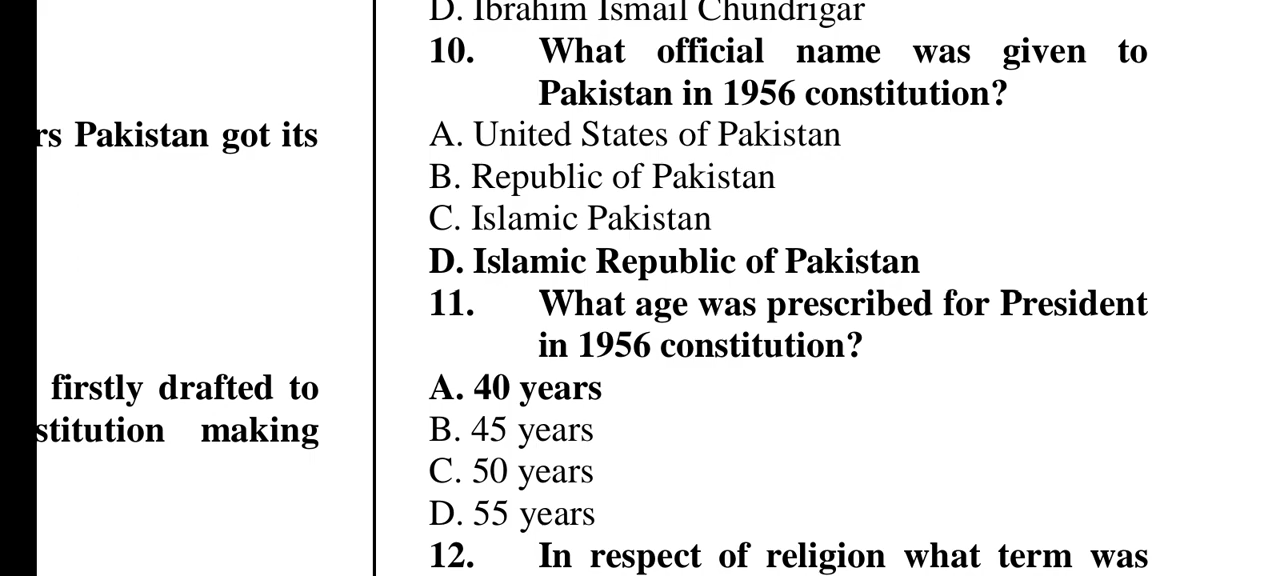 rs Pakistan got its
firstly drafted to
stitution making
D. Ibrahim Ismail Chundrigar
10. What official name was given to
Pakistan in 1956 constitution?
A. United States of Pakistan
B. Republic of Pakistan
C. Islamic Pakistan
D. Islamic Republic of Pakistan
11. What age was prescribed for President
in 1956 constitution?
A. 40 years
B. 45 years
C. 50 years
D. 55 years
12. In respect of religion what term was